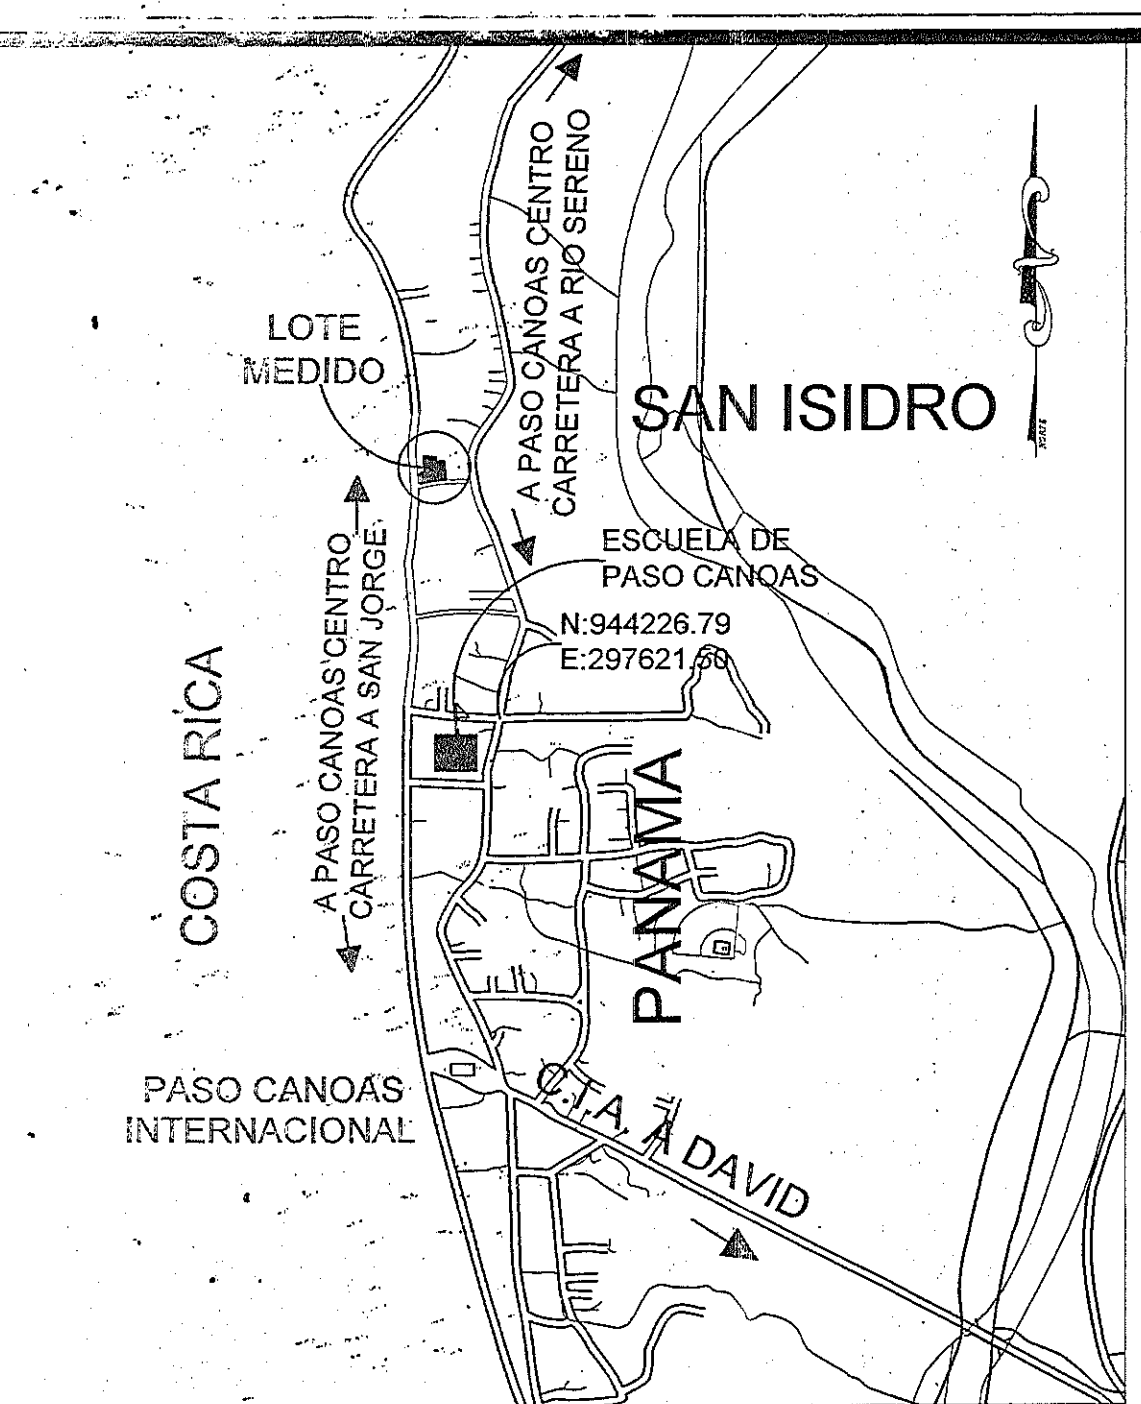 A PASO CANOAS CENTRO
CARRETERA A RIO SERENO
LOTE
MEDIDO
SAN ISIDRO
NORTE
ESCUELA DE
PASO CANOAS
N:944226.79
E:297621.50
A PASO CANOAS CENTRO
CARRETERA A SAN JORGE
COSTA RICA
PANAMA
PASO CANOAS
INTERNACIONAL
C.I.A. A DAVID